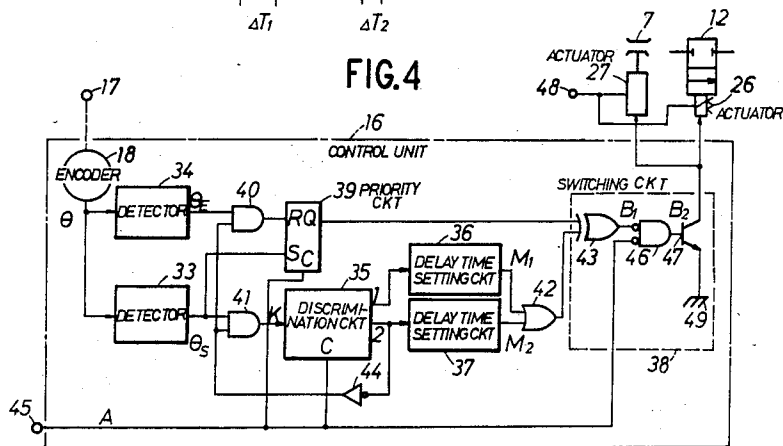 ΔT1 ΔT2
FIG.4
7 12
ACTUATOR
27
26
ACTUATOR
48
17
16
CONTROL UNIT
18
ENCODER
34
DETECTOR
θE
40
39 PRIORITY CKT
RQ
SC
θ
33
DETECTOR
θS
41
K
35
DISCRIMI-
NATION CKT
C
1
2
36
DELAY TIME
SETTING CKT
M1
DELAY TIME
SETTING CKT
37
M2
42
44
SWITCHING CKT
43
B1
46
B2
47
49
38
45
A